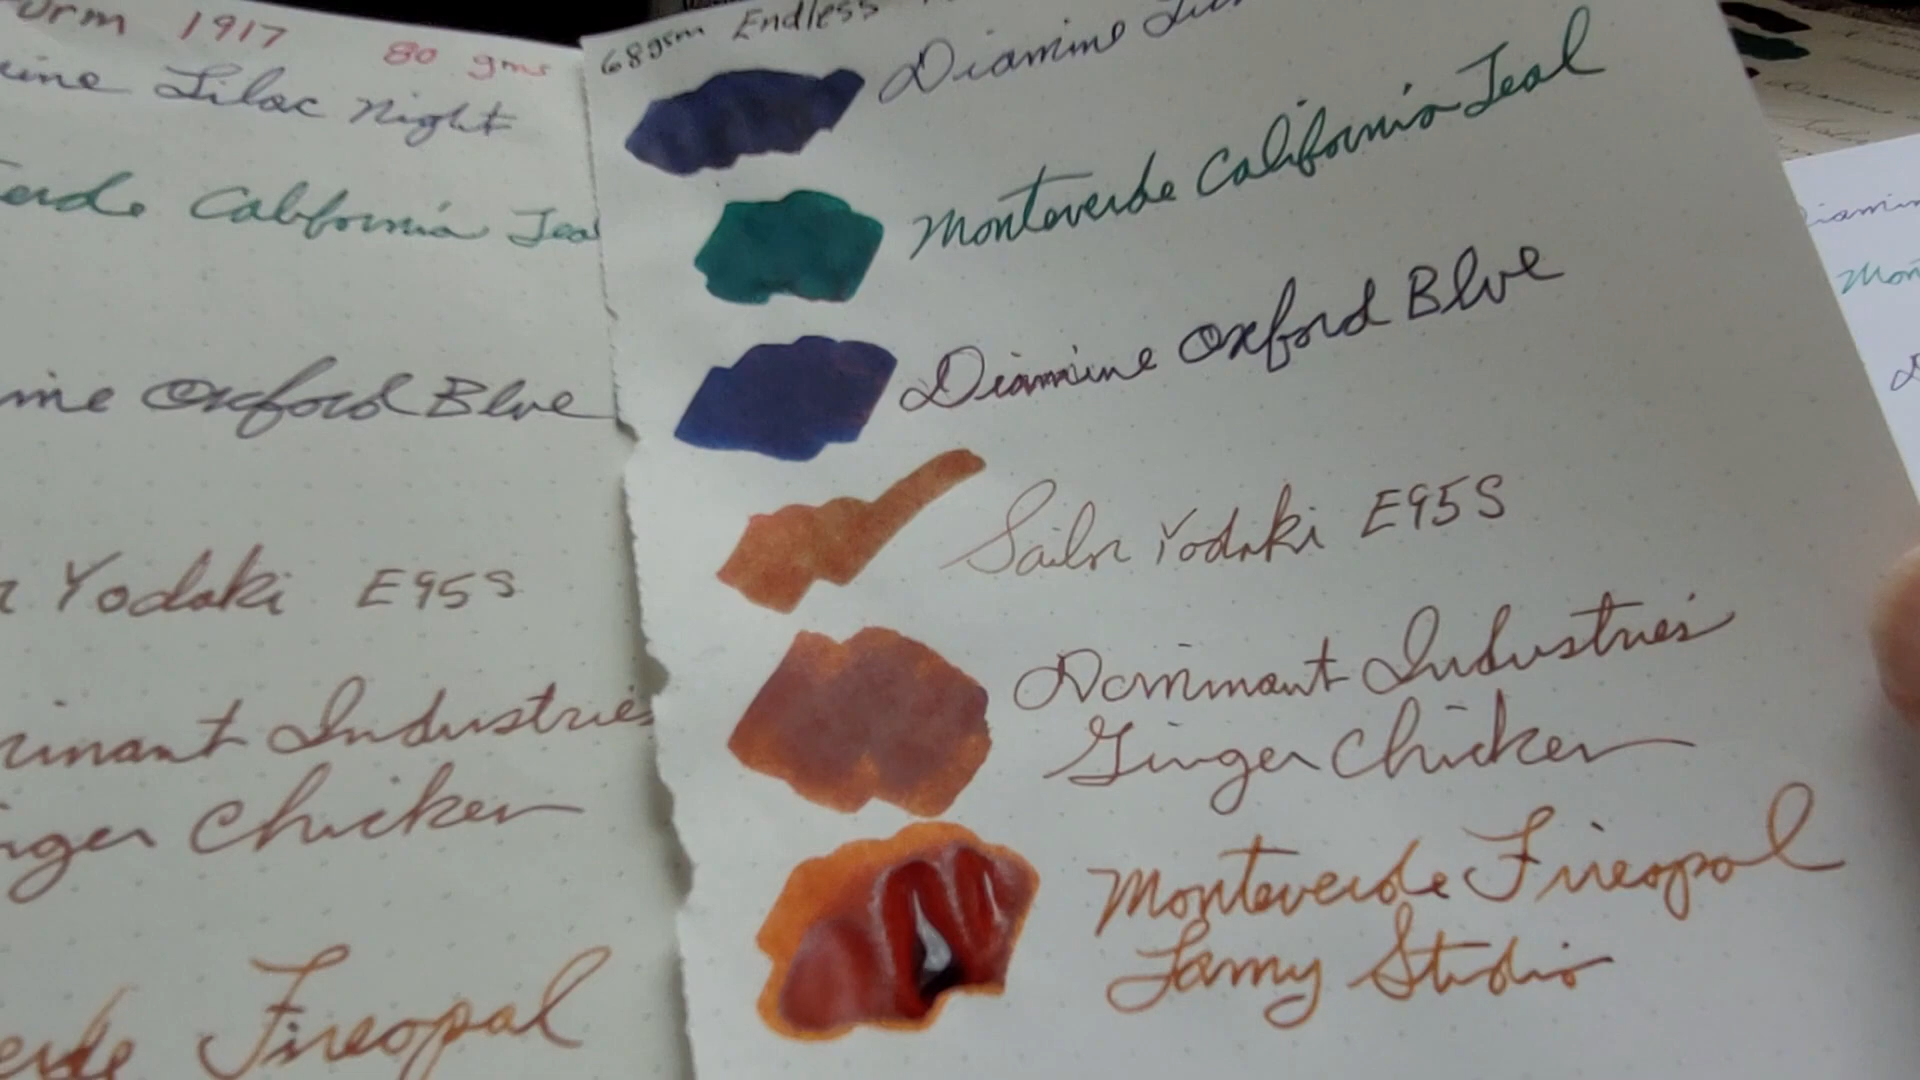 1917 80 gms
Lilac Night
California Teal
Oxford Blue
Yodaki E95S
Industries
Chicken
Fireopal
68gsm Endless
Diamine
Monteverde California Teal
Diamine Oxford Blue
Sailor Yodaki E95S
Dominant Industries
Ginger Chicken
Monteverde Fireopal
Lamy Studio